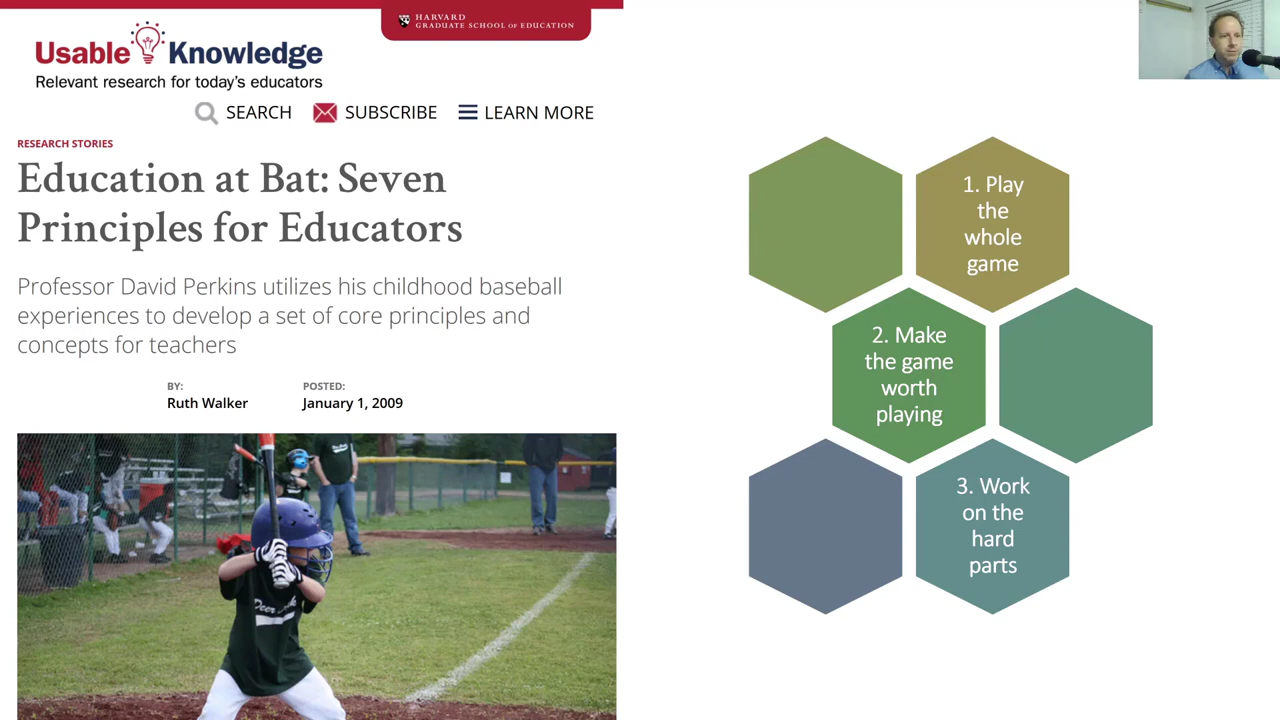 HARVARD
GRADUATE SCHOOL OF EDUCATION
Usable Knowledge
Relevant research for today's educators
SEARCH
SUBSCRIBE
LEARN MORE
RESEARCH STORIES
Education at Bat: Seven
Principles for Educators
Professor David Perkins utilizes his childhood baseball
experiences to develop a set of core principles and
concepts for teachers
BY:
Ruth Walker
POSTED:
January 1, 2009
1. Play
the
whole
game
2. Make
the game
worth
playing
3. Work
on the
hard
parts